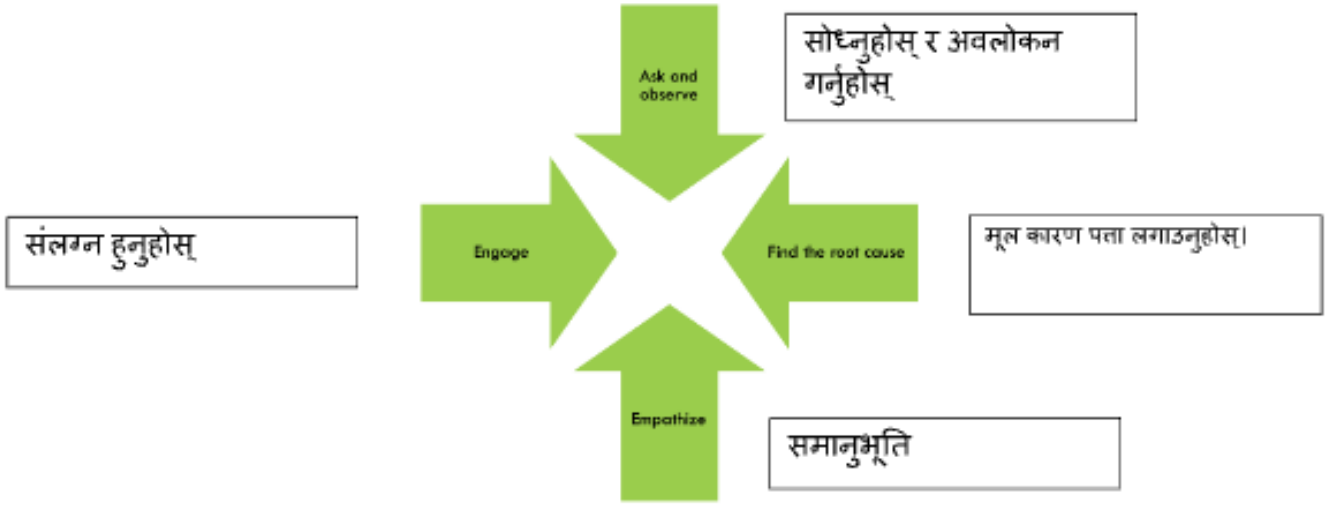 Ask and
observe
सोध्नुहोस् र अवलोकन
गर्नुहोस्
संलग्न हुनुहोस्
Engage
Find the root cause
मूल कारण पत्ता लगाउनुहोस्।
Empathize
समानुभूति